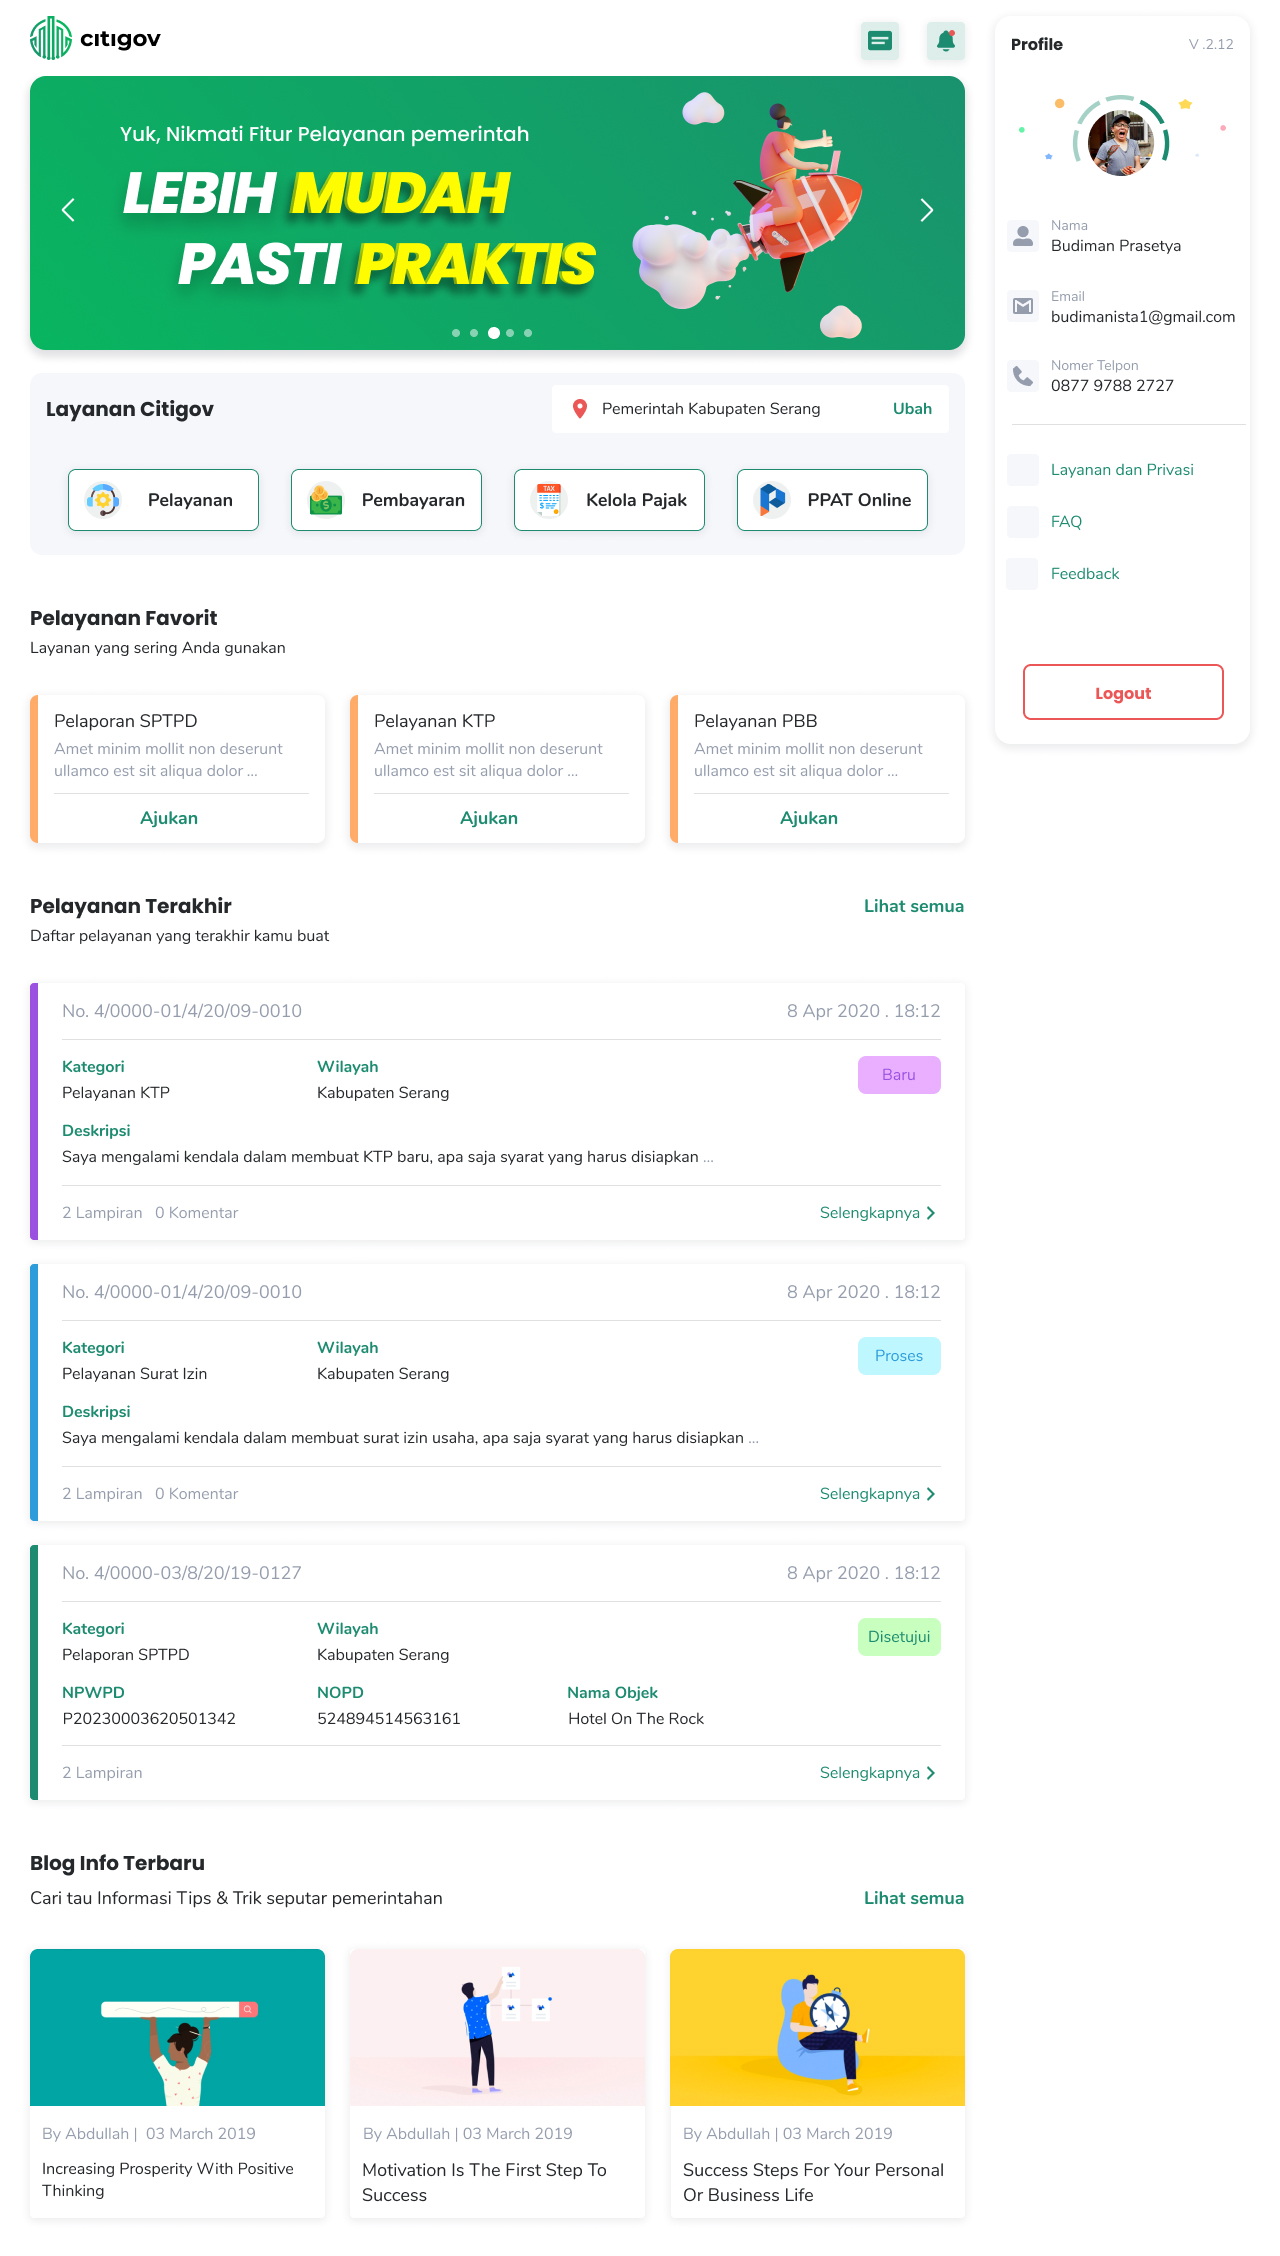 citigov
Yuk, Nikmati Fitur Pelayanan pemerintah
LEBIH MUDAH
PASTI PRAKTIS
Layanan Citigov
Pemerintah Kabupaten Serang
Ubah
Pelayanan
Pembayaran
TAX
Kelola Pajak
PPAT Online
Pelayanan Favorit
Layanan yang sering Anda gunakan
Pelaporan SPTPD
Amet minim mollit non deserunt
ullamco est sit aliqua dolor ...
Ajukan
Pelayanan KTP
Amet minim mollit non deserunt
ullamco est sit aliqua dolor ...
Ajukan
Pelayanan PBB
Amet minim mollit non deserunt
ullamco est sit aliqua dolor ...
Ajukan
Pelayanan Terakhir
Lihat semua
Daftar pelayanan yang terakhir kamu buat
No. 4/0000-01/4/20/09-0010
8 Apr 2020 . 18:12
Kategori
Wilayah
Baru
Pelayanan KTP
Kabupaten Serang
Deskripsi
Saya mengalami kendala dalam membuat KTP baru, apa saja syarat yang harus disiapkan ...
2 Lampiran 0 Komentar
Selengkapnya
No. 4/0000-01/4/20/09-0010
8 Apr 2020 . 18:12
Kategori
Wilayah
Proses
Pelayanan Surat Izin
Kabupaten Serang
Deskripsi
Saya mengalami kendala dalam membuat surat izin usaha, apa saja syarat yang harus disiapkan ...
2 Lampiran 0 Komentar
Selengkapnya
No. 4/0000-03/8/20/19-0127
8 Apr 2020 . 18:12
Kategori
Wilayah
Disetujui
Pelaporan SPTPD
Kabupaten Serang
NPWPD
NOPD
Nama Objek
P20230003620501342
524894514563161
Hotel On The Rock
2 Lampiran
Selengkapnya
Blog Info Terbaru
Cari tau Informasi Tips & Trik seputar pemerintahan
Lihat semua
By Abdullah | 03 March 2019
Increasing Prosperity With Positive
Thinking
By Abdullah | 03 March 2019
Motivation Is The First Step To
Success
By Abdullah | 03 March 2019
Success Steps For Your Personal
Or Business Life
Profile
V .2.12
Nama
Budiman Prasetya
Email
budimanista1@gmail.com
Nomer Telpon
0877 9788 2727
Layanan dan Privasi
FAQ
Feedback
Logout